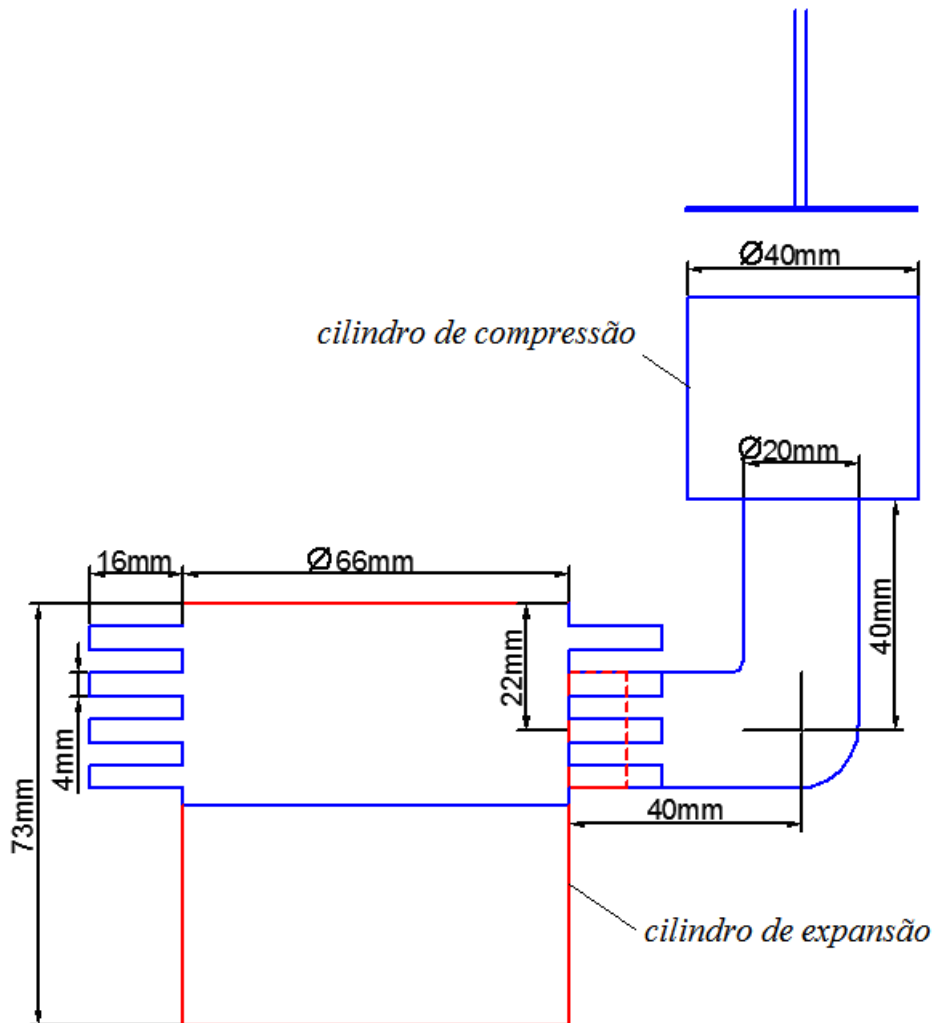 Ø40mm
cilindro de compressão
Ø20mm
16mm
Ø66mm
40mm
22mm
4mm
73mm
40mm
cilindro de expansão